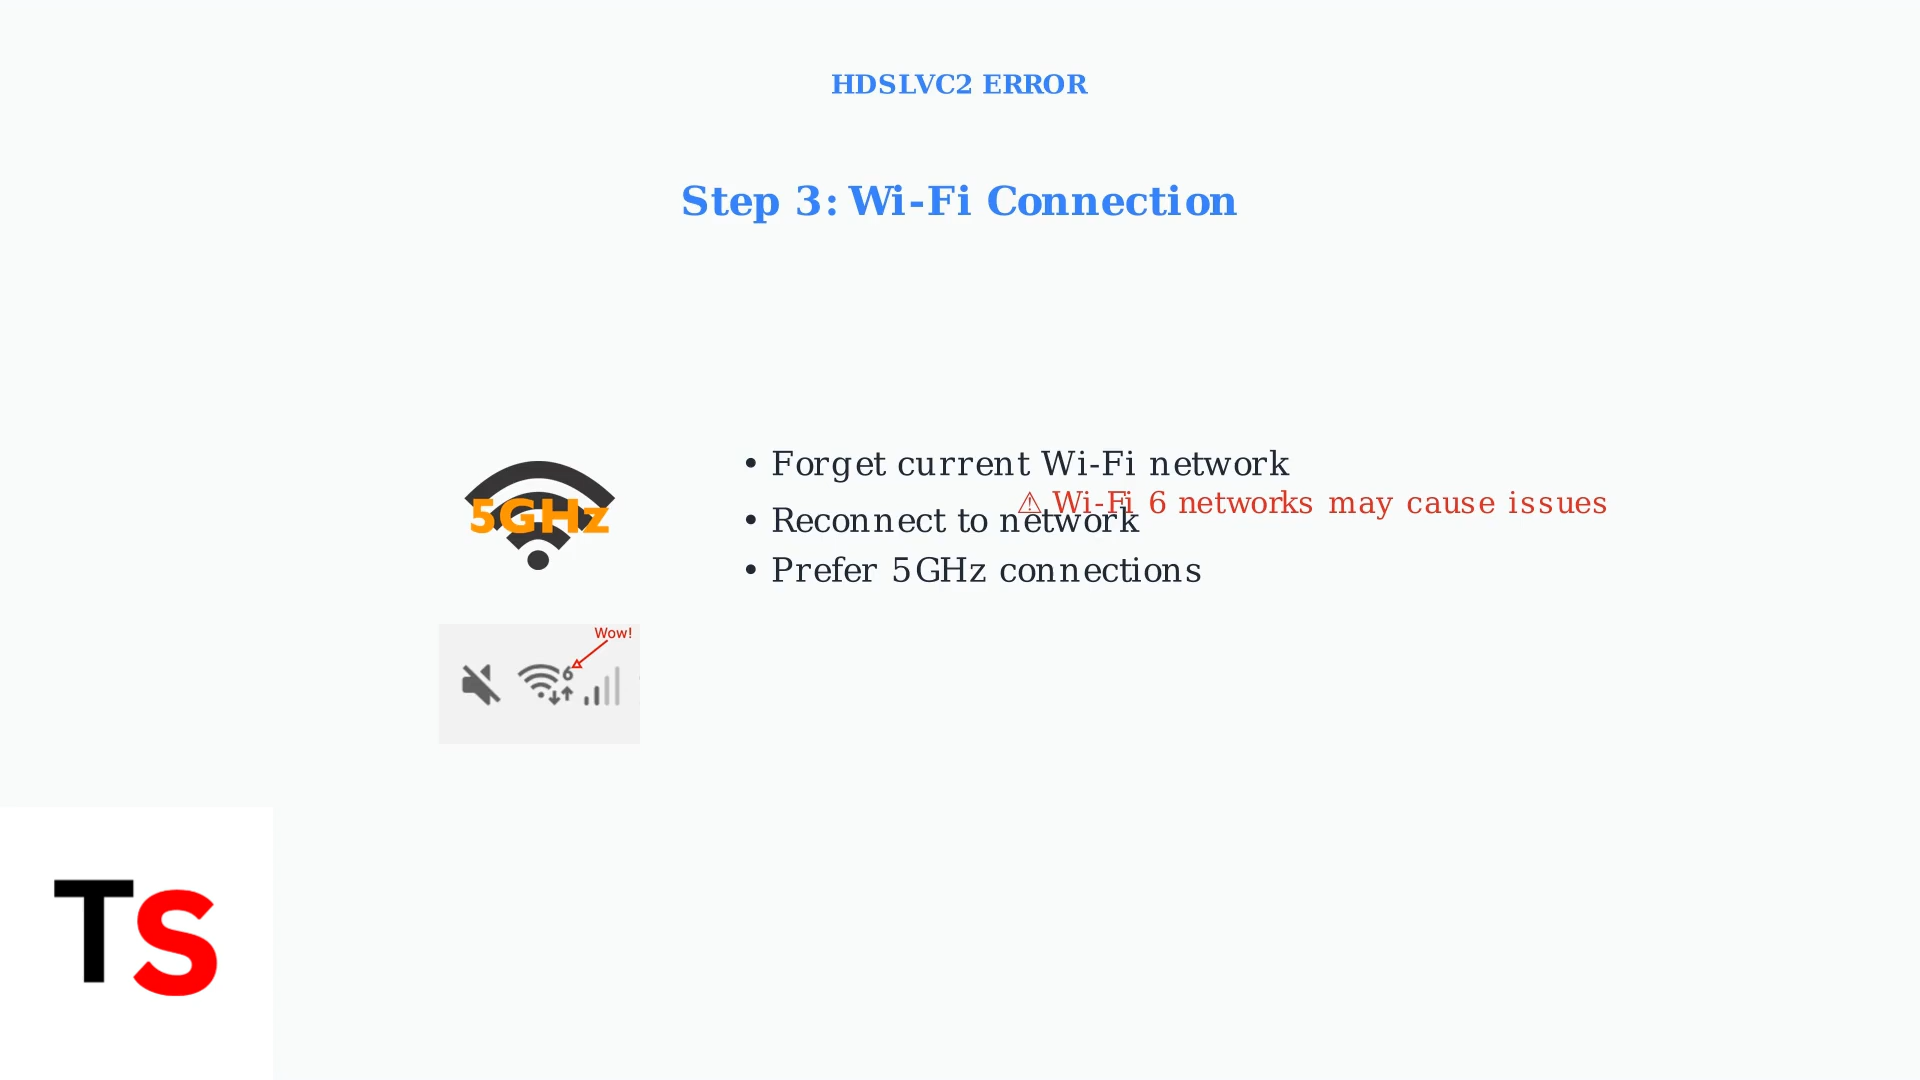 HDSLVC2 ERROR
Step 3: Wi-Fi Connection
• Forget current Wi-Fi network
⚠ Wi-Fi 6 networks may cause issues
• Reconnect to network
• Prefer 5GHz connections
5GHz
Wow!
6
TS